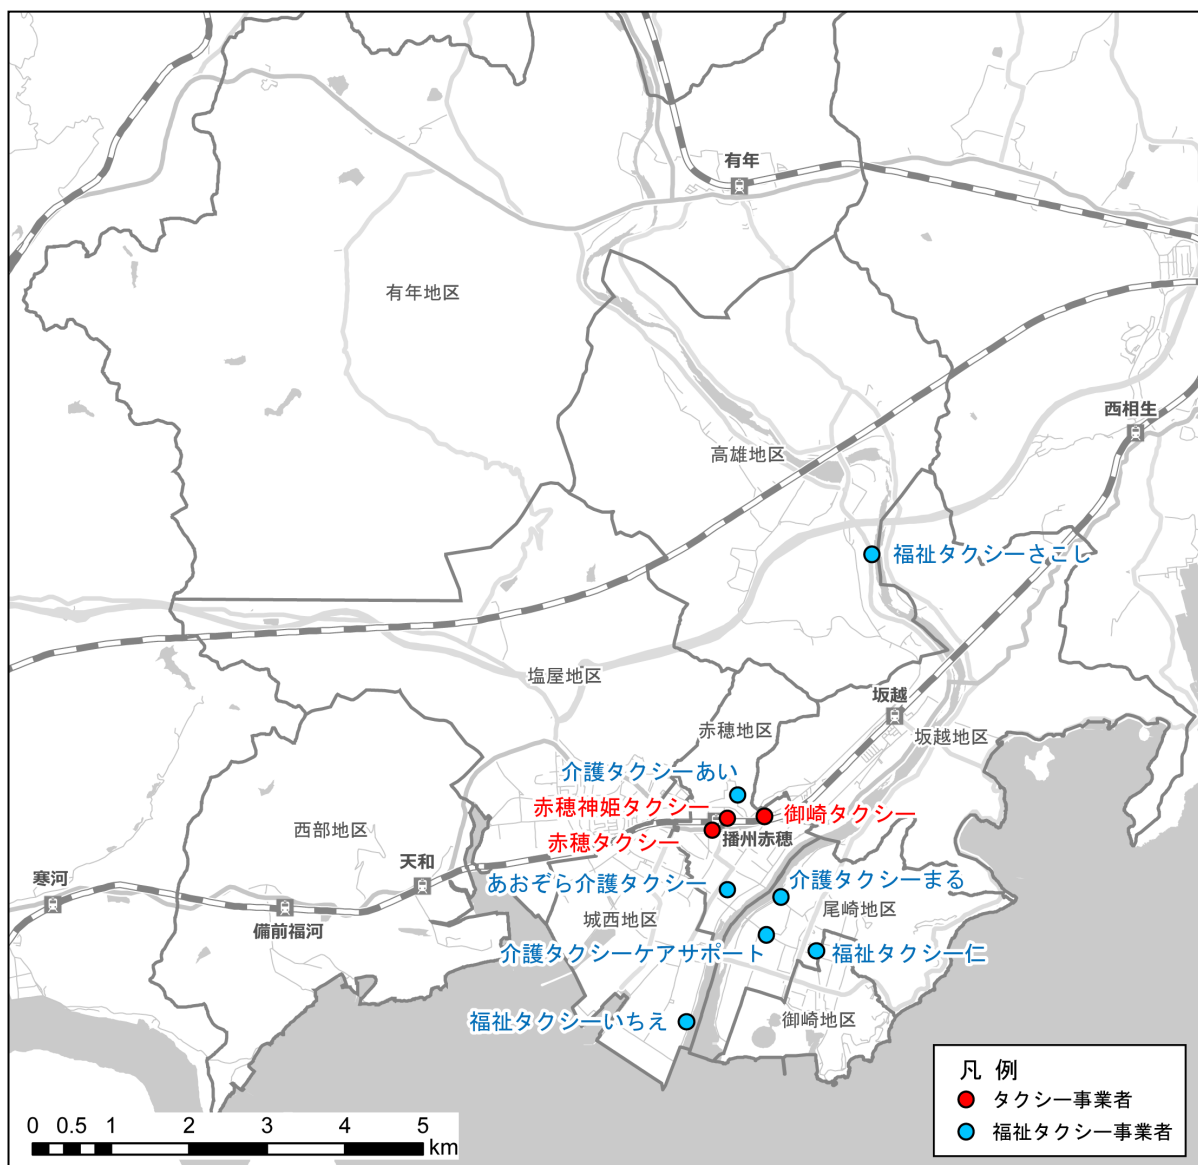 有年
有年地区
西相生
高雄地区
福祉タクシーさこし
塩屋地区
坂越
赤穂地区
坂越地区
介護タクシーあい
赤穂神姫タクシー
御崎タクシー
西部地区
赤穂タクシー
播州赤穂
天和
寒河
あおぞら介護タクシー
介護タクシーまる
備前福河
城西地区
尾崎地区
介護タクシーケアサポート
福祉タクシー仁
福祉タクシーいちえ
御崎地区
凡 例
タクシー事業者
福祉タクシー事業者
0 0.5 1 2 3 4 5
km